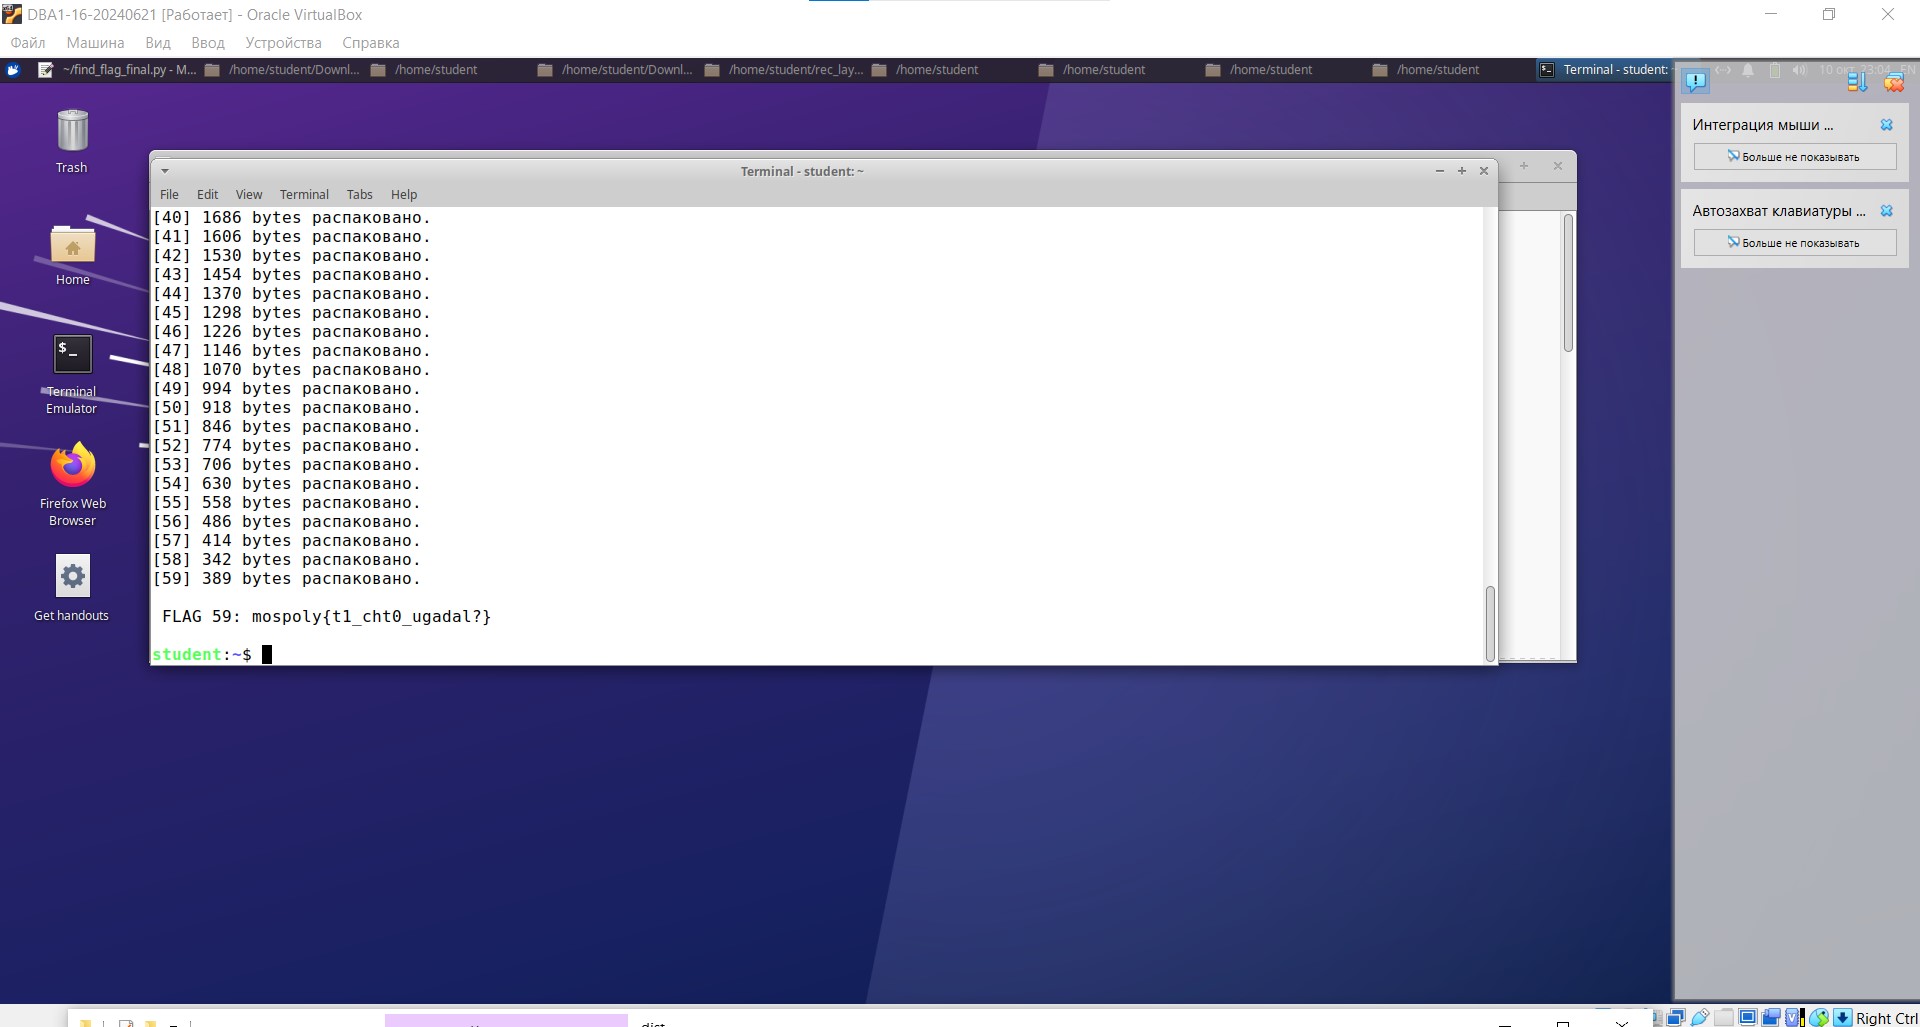 DBA1-16-20240621 [Работает] - Oracle VirtualBox
Файл Машина Вид Ввод Устройства Справка
~/find_flag_final.py - M... /home/student/Downl... /home/student /home/student/Downl... /home/student/rec_lay... /home/student /home/student /home/student /home/student Terminal - student: 10 окт, 23:04 EN
Интеграция мыши ...
Больше не показывать
Автозахват клавиатуры ...
Больше не показывать
Trash
Home
Terminal
Emulator
Firefox Web
Browser
Get handouts
Terminal - student: ~
File Edit View Terminal Tabs Help
[40] 1686 bytes распаковано.
[41] 1606 bytes распаковано.
[42] 1530 bytes распаковано.
[43] 1454 bytes распаковано.
[44] 1370 bytes распаковано.
[45] 1298 bytes распаковано.
[46] 1226 bytes распаковано.
[47] 1146 bytes распаковано.
[48] 1070 bytes распаковано.
[49] 994 bytes распаковано.
[50] 918 bytes распаковано.
[51] 846 bytes распаковано.
[52] 774 bytes распаковано.
[53] 706 bytes распаковано.
[54] 630 bytes распаковано.
[55] 558 bytes распаковано.
[56] 486 bytes распаковано.
[57] 414 bytes распаковано.
[58] 342 bytes распаковано.
[59] 389 bytes распаковано.
FLAG 59: mospoly{t1_cht0_ugadal?}
student:~$
Right Ctrl